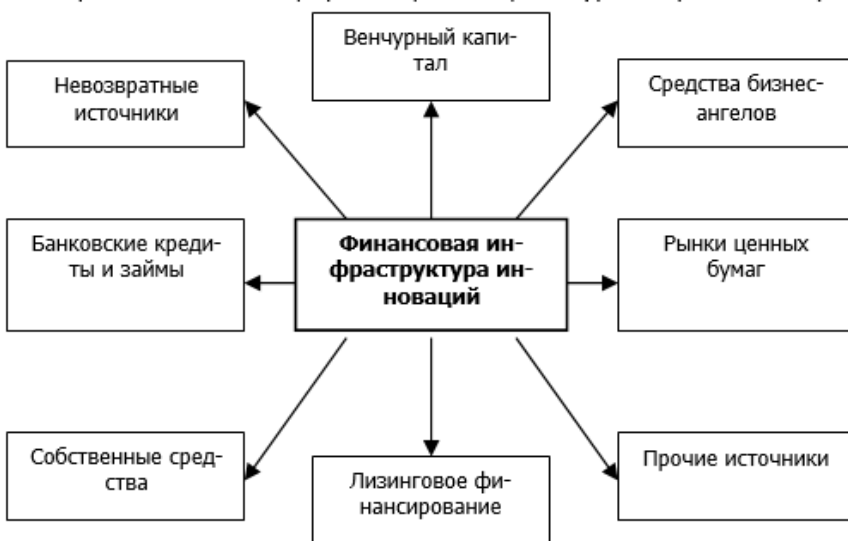 Венчурный капи-
тал
Невозвратные
источники
Средства бизнес-
ангелов
Банковские креди-
ты и займы
Финансовая ин-
фраструктура ин-
новаций
Рынки ценных
бумаг
Собственные сред-
ства
Лизинговое фи-
нансирование
Прочие источники